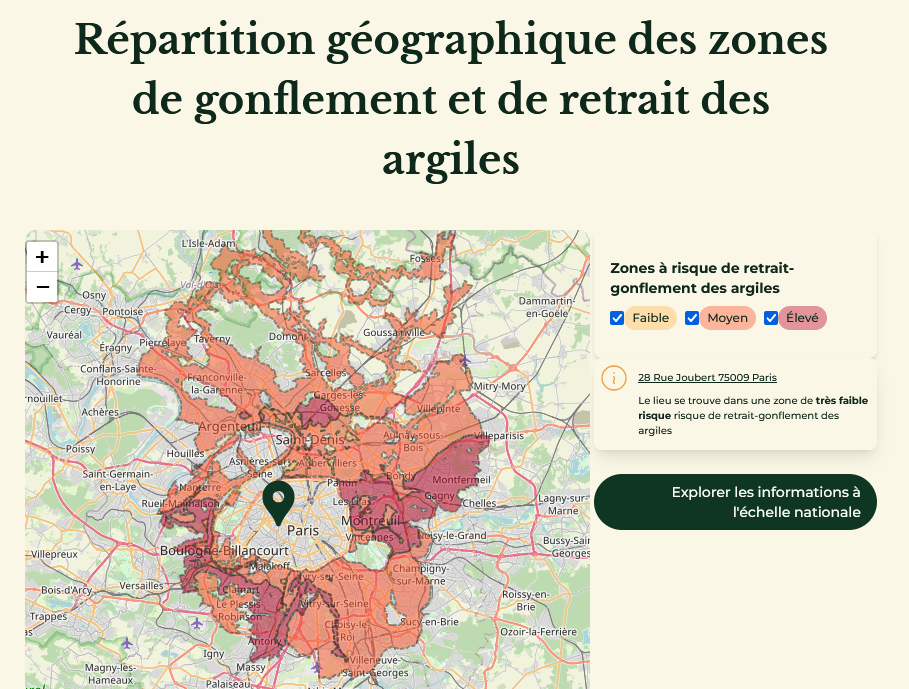 Répartition géographique des zones
de gonflement et de retrait des
argiles
+
−
L'Isle-Adam
Fosses
Osny
Cergy
Pontoise
Dammartin-
en-Goële
Vauréal
Éragny
Pierrelaye
Taverny
Domont
Goussainville
Conflans-Sainte-
Honorine
Franconville-
la-Garenne
Sarcelles
Mitry-Mory
Garges-lès-
Gonesse
Achères
Villepinte
Argenteuil
Saint-Denis
Aulnay-sous-
Bois
Villeparisis
Poissy
Houilles
Asnières-sur-
Seine
Aubervilliers
Saint-Germain-
en-Laye
Nanterre
Pantin
Bondy
Montfermeil
Gagny
Chelles
Lagny-sur-
Marne
Rueil-Malmaison
Les Lilas
Paris
Montreuil
Vincennes
Noisy-le-Grand
Bussy-Saint-
Georges
Villepreux
Boulogne-Billancourt
Malakoff
Ivry-sur-Seine
Champigny-
sur-Marne
Bois-d'Arcy
Versailles
Clamart
Le Plessis-
Robinson
Vitry-sur-Seine
Roissy-en-
Brie
Trappes
Choisy-le-
Roi
Sucy-en-Brie
Ozoir-la-Ferrière
Antony
Igny
Massy
Villeneuve-
Saint-Georges
Magny-les-
Hameaux
Palaiseau
Zones à risque de retrait-
gonflement des argiles
Faible
Moyen
Élevé
i
28 Rue Joubert 75009 Paris
Le lieu se trouve dans une zone de très faible
risque risque de retrait-gonflement des
argiles
Explorer les informations à
l'échelle nationale